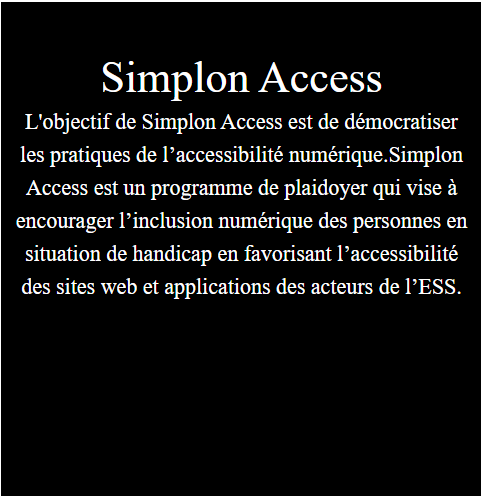 Simplon Access
L'objectif de Simplon Access est de démocratiser
les pratiques de l’accessibilité numérique.Simplon
Access est un programme de plaidoyer qui vise à
encourager l’inclusion numérique des personnes en
situation de handicap en favorisant l’accessibilité
des sites web et applications des acteurs de l’ESS.